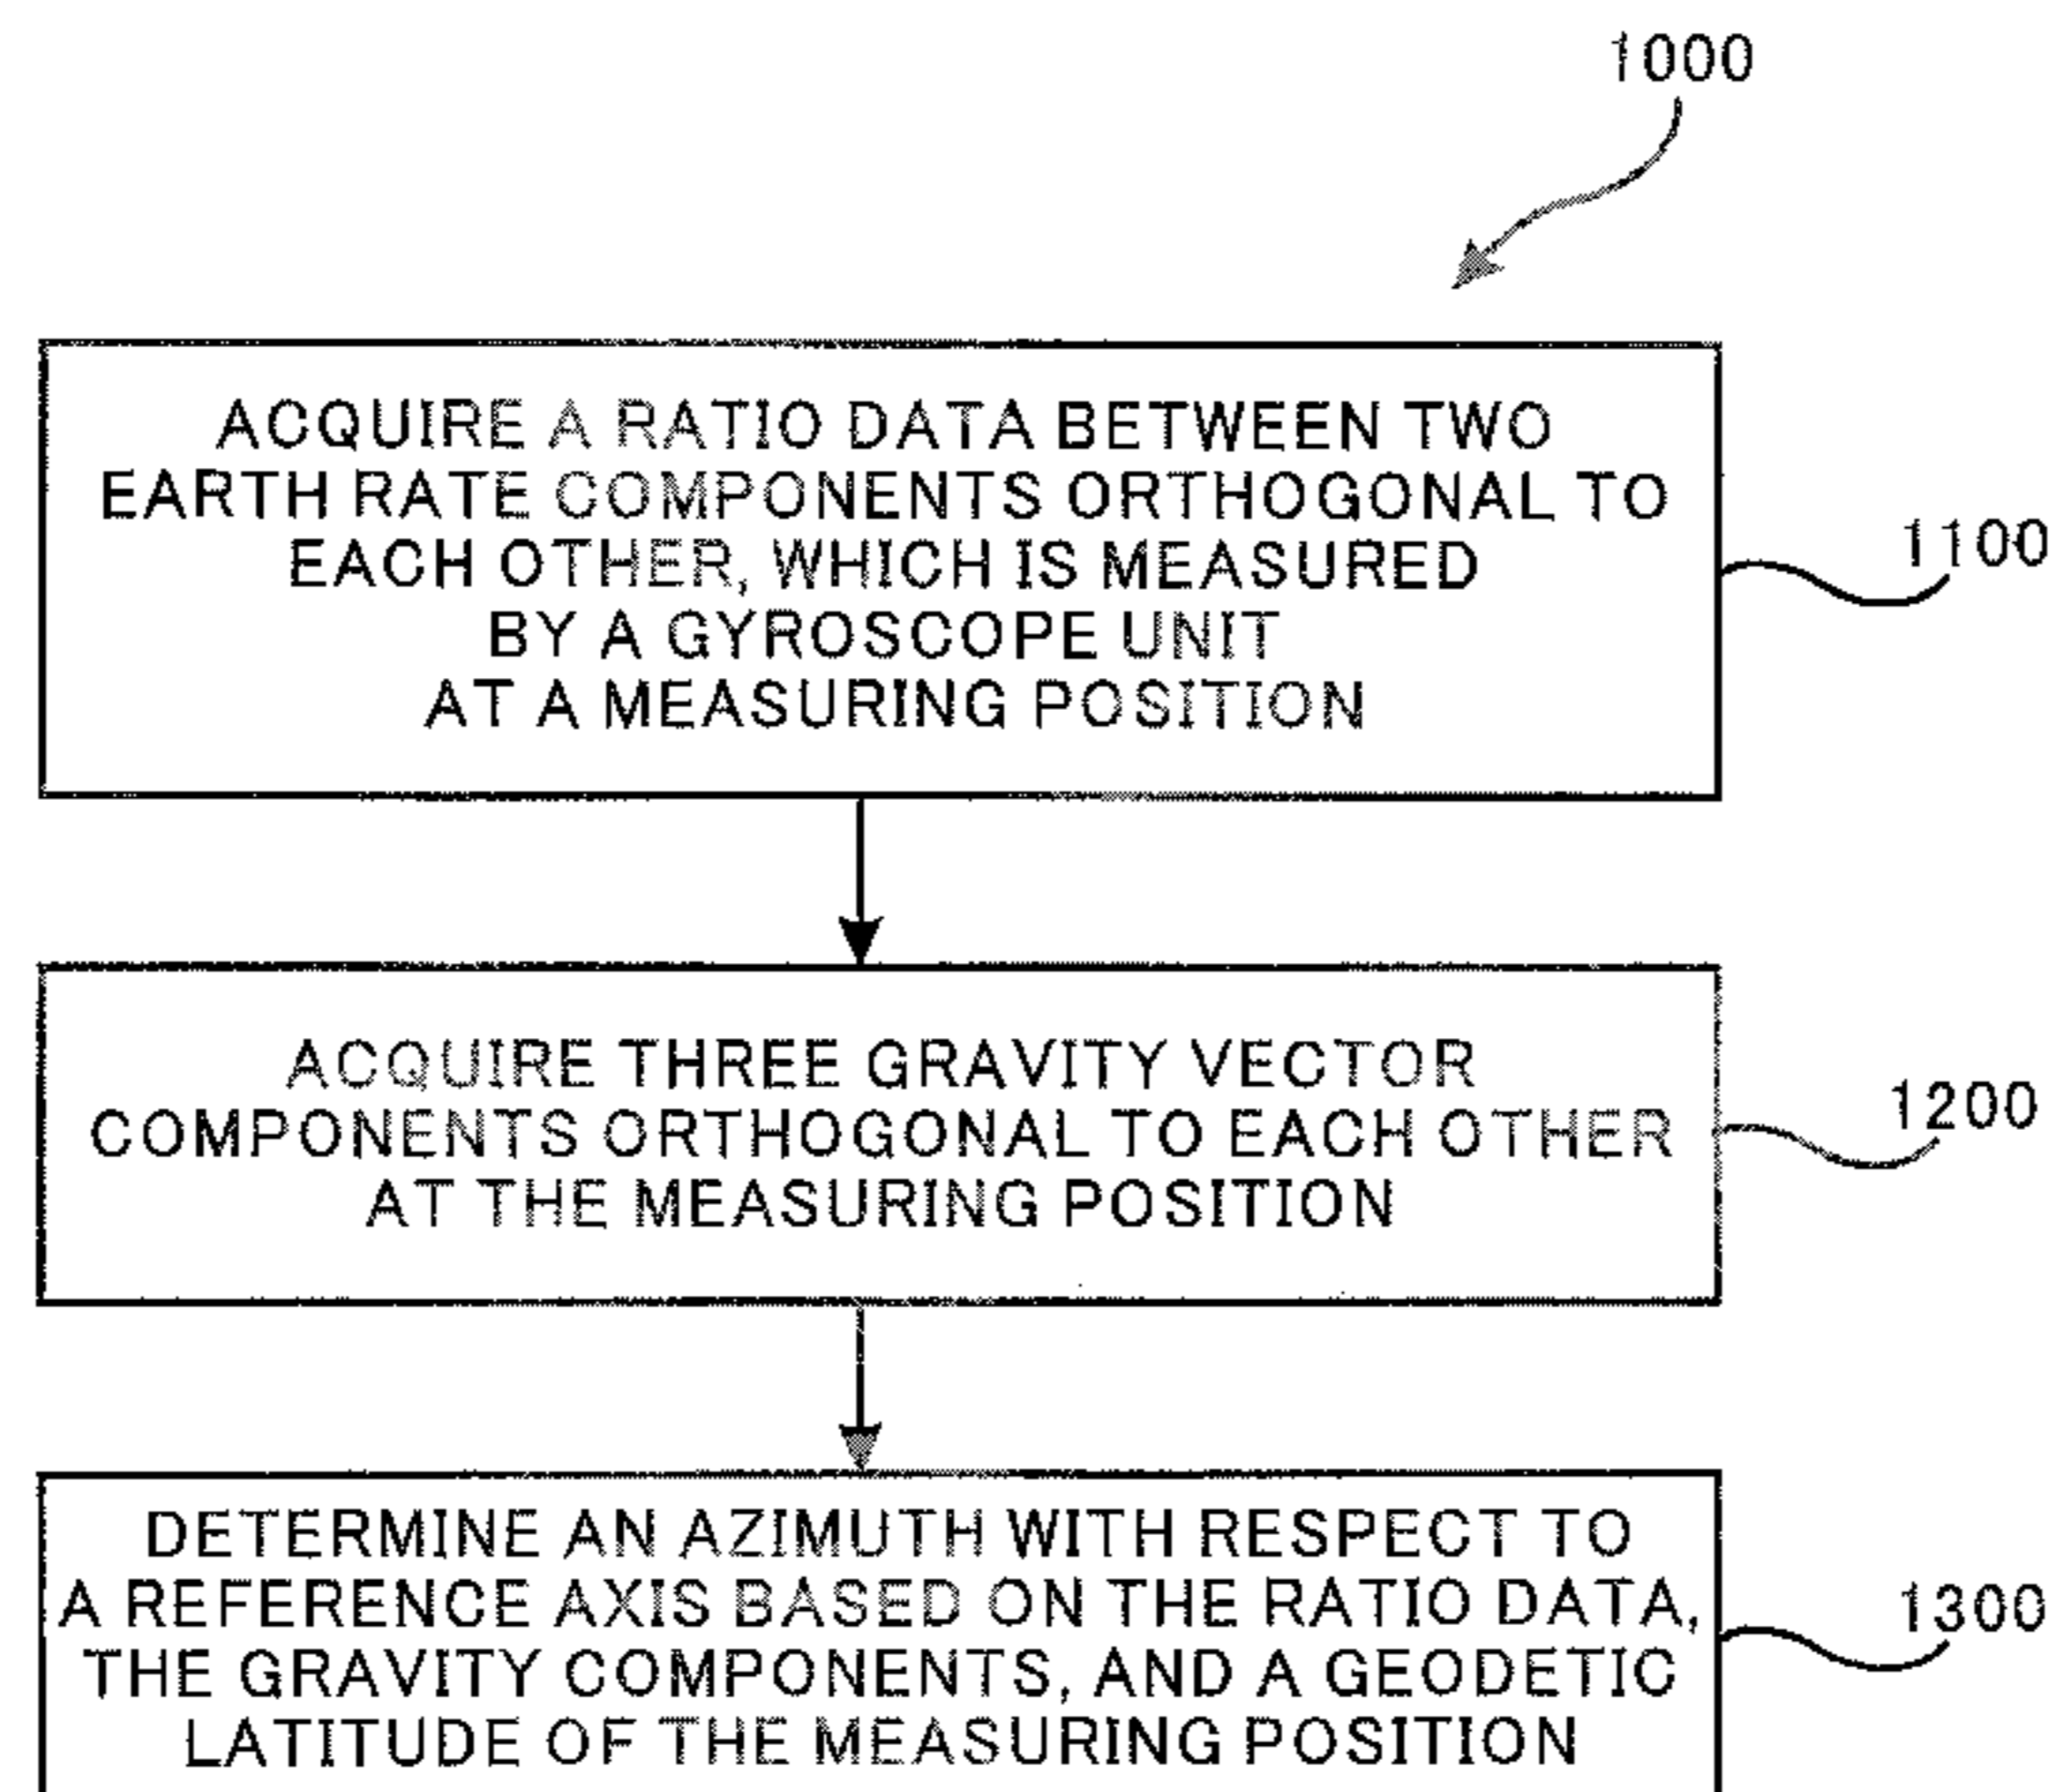 1000
ACQUIRE A RATIO DATA BETWEEN TWO
EARTH RATE COMPONENTS ORTHOGONAL TO
EACH OTHER, WHICH IS MEASURED
BY A GYROSCOPE UNIT
AT A MEASURING POSITION
1100
ACQUIRE THREE GRAVITY VECTOR
COMPONENTS ORTHOGONAL TO EACH OTHER
AT THE MEASURING POSITION
1200
DETERMINE AN AZIMUTH WITH RESPECT TO
A REFERENCE AXIS BASED ON THE RATIO DATA,
THE GRAVITY COMPONENTS, AND A GEODETIC
LATITUDE OF THE MEASURING POSITION
1300